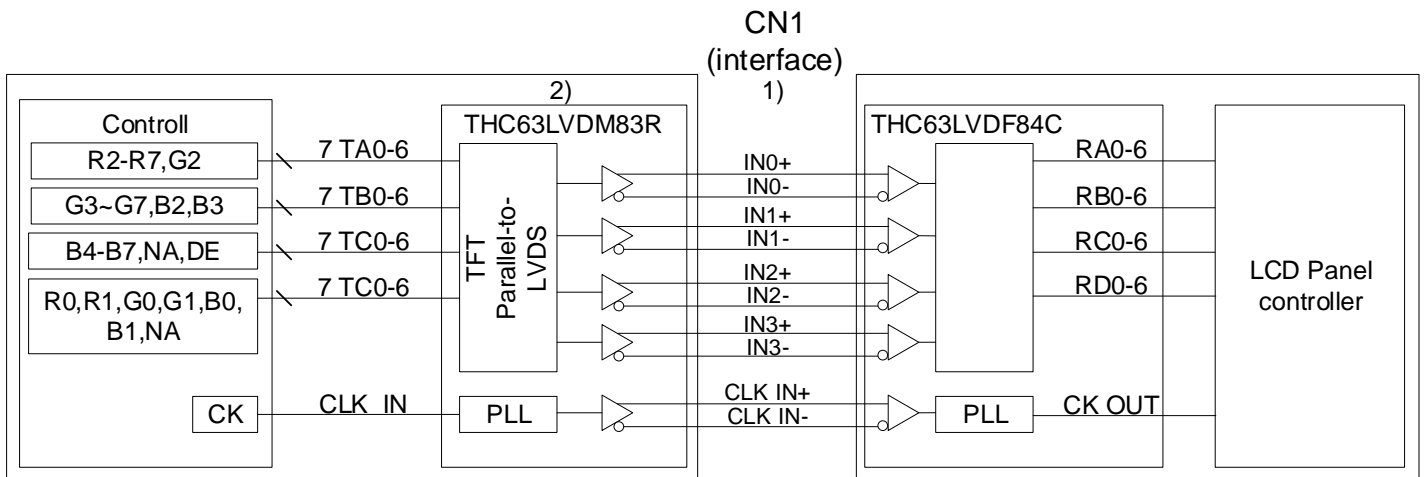 CN1
(interface)
1)
2)
Controll
R2-R7,G2
G3~G7,B2,B3
B4-B7,NA,DE
R0,R1,G0,G1,B0,
B1,NA
CK
7 TA0-6
7 TB0-6
7 TC0-6
7 TC0-6
CLK IN
THC63LVDM83R
TFT
Parallel-to-
LVDS
PLL
IN0+
IN0-
IN1+
IN1-
IN2+
IN2-
IN3+
IN3-
CLK IN+
CLK IN-
THC63LVDF84C
PLL
RA0-6
RB0-6
RC0-6
RD0-6
CK OUT
LCD Panel
controller